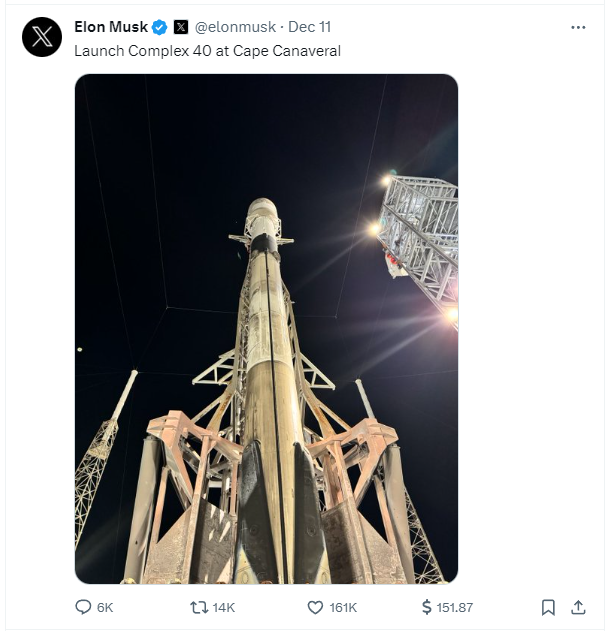 Elon Musk @elonmusk · Dec 11
Launch Complex 40 at Cape Canaveral
6K 14K 161K $ 151.87